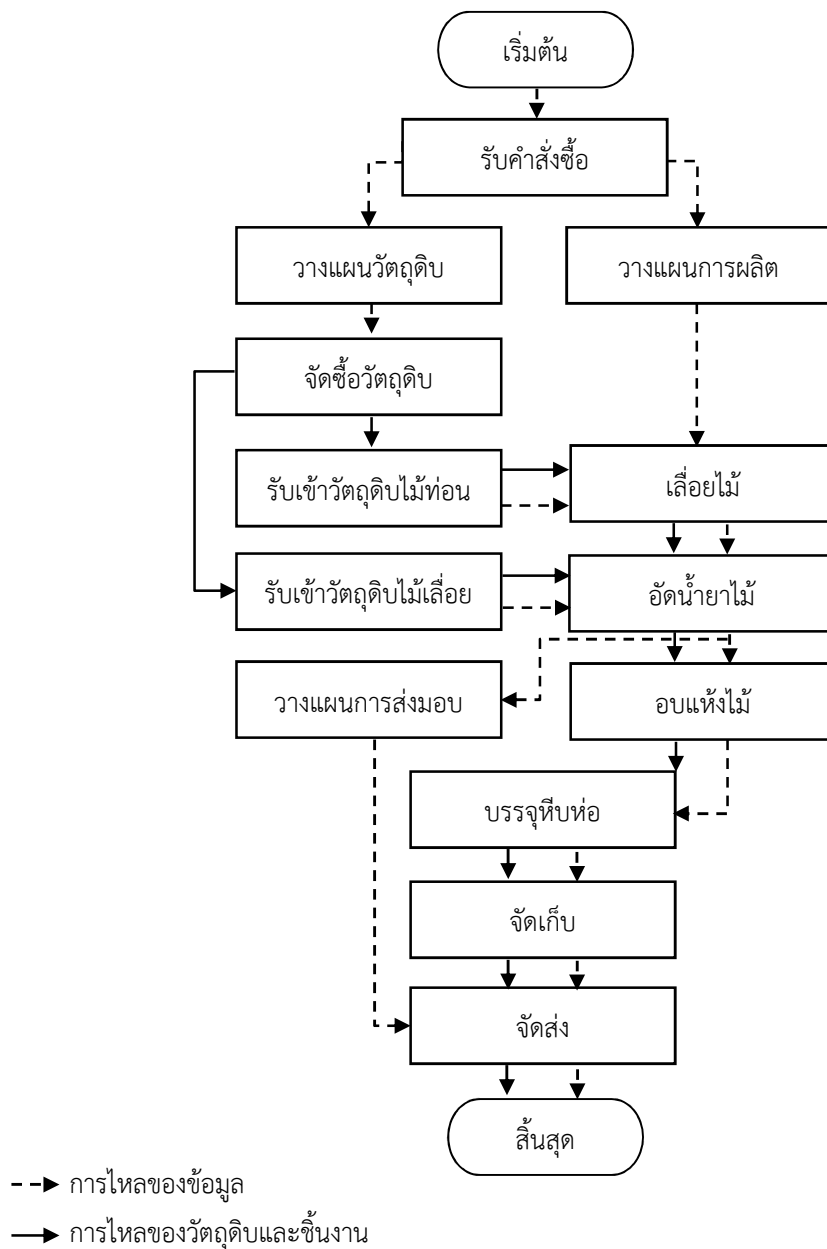 เริ่มต้น
รับคำสั่งซื้อ
วางแผนวัตถุดิบ
วางแผนการผลิต
จัดซื้อวัตถุดิบ
รับเข้าวัตถุดิบไม้ท่อน
เลื่อยไม้
รับเข้าวัตถุดิบไม้เลื่อย
อัดน้ำยาไม้
วางแผนการส่งมอบ
อบแห้งไม้
บรรจุหีบห่อ
จัดเก็บ
จัดส่ง
สิ้นสุด
การไหลของข้อมูล
การไหลของวัตถุดิบและชิ้นงาน